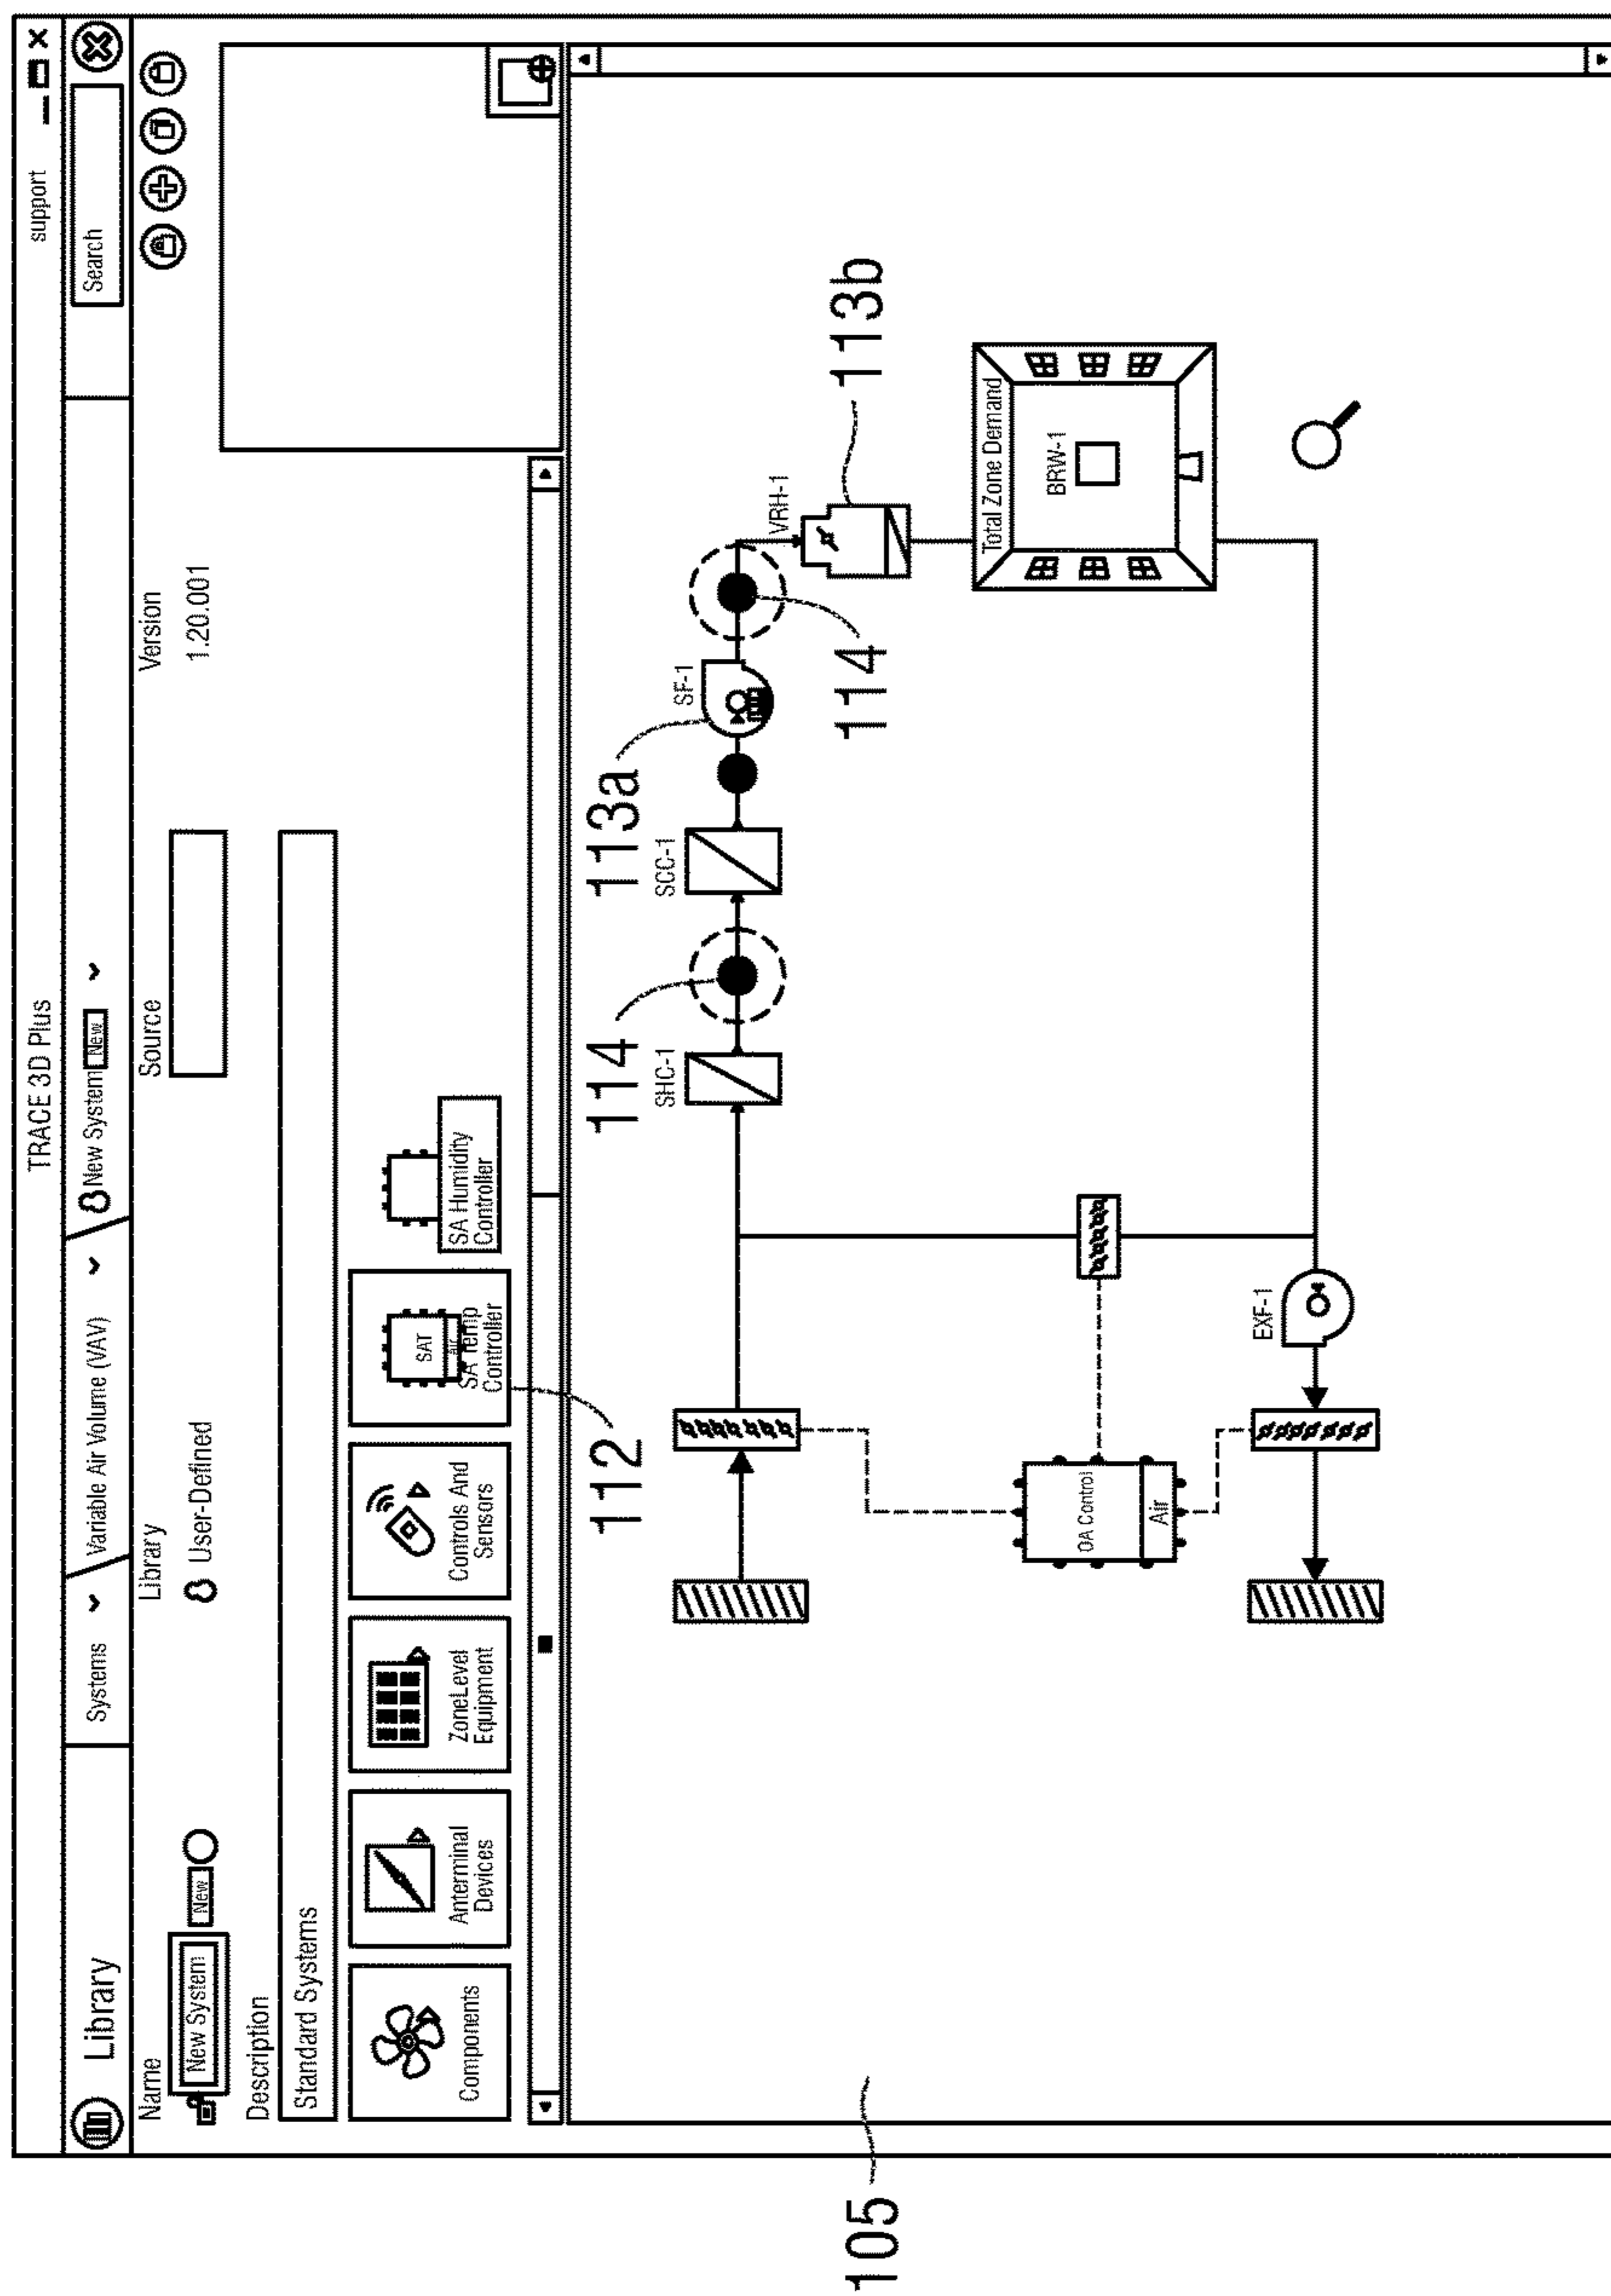 TRACE 3D Plus
support
Library
Systems
Variable Air Volume (VAV)
New System New
Search
Name
Library
Source
Version
New System
New
User-Defined
1.20.001
Description
Standard Systems
Components
Anterminal
Devices
ZoneLevel
Equipment
Controls And
Sensors
SAT
Air
SA Temp
Controller
SA Humidity
Controller
112
114
113a
113b
SHC-1
SCC-1
SF-1
VRH-1
114
Total Zone Demand
BRW-1
OA Control
Air
EXF-1
105